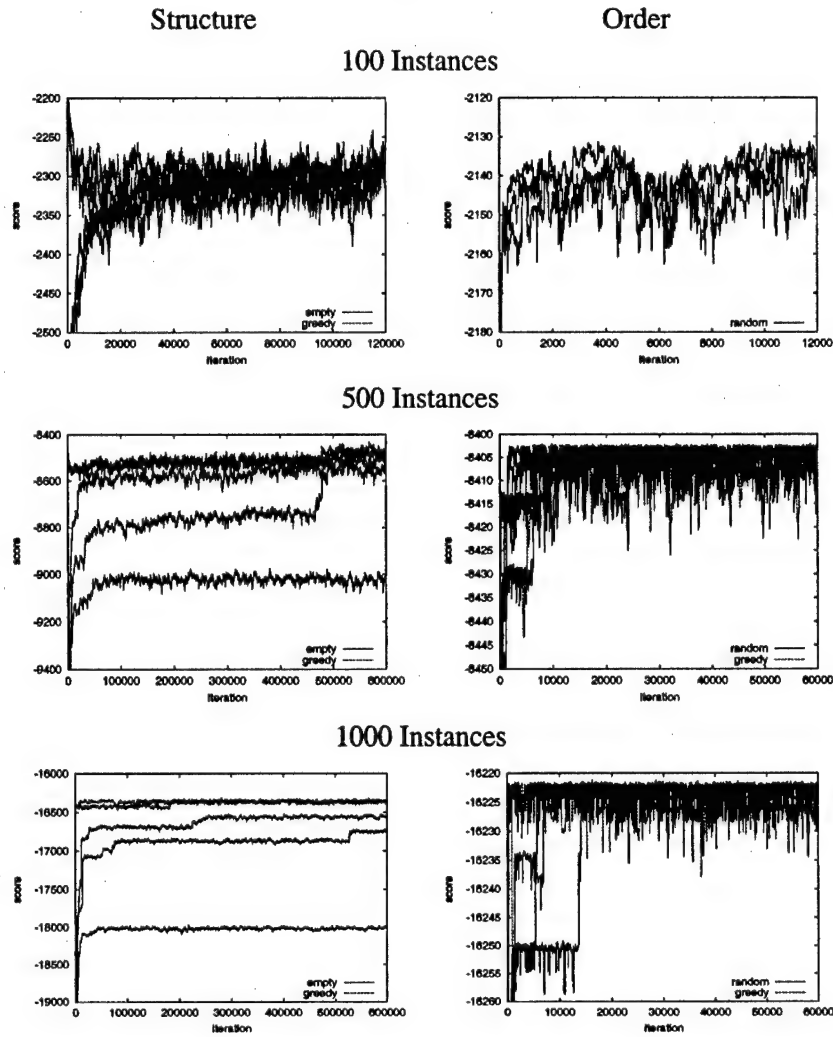 Structure
Order
100 Instances
-2200
-2250
-2300
-2350
-2400
-2450
-2500
score
0 20000 40000 60000 80000 100000 120000
iteration
empty
greedy
-2120
-2130
-2140
-2150
-2160
-2170
-2180
score
0 2000 4000 6000 8000 10000 12000
iteration
random
500 Instances
-8400
-8600
-8800
-9000
-9200
-9400
score
0 100000 200000 300000 400000 500000 600000
iteration
empty
greedy
-8400
-8405
-8410
-8415
-8420
-8425
-8430
-8435
-8440
-8445
-8450
score
0 10000 20000 30000 40000 50000 60000
iteration
random
greedy
1000 Instances
-16000
-16500
-17000
-17500
-18000
-18500
-19000
score
0 100000 200000 300000 400000 500000 600000
iteration
empty
greedy
-16220
-16225
-16230
-16235
-16240
-16245
-16250
-16255
-16260
score
0 10000 20000 30000 40000 50000 60000
iteration
random
greedy